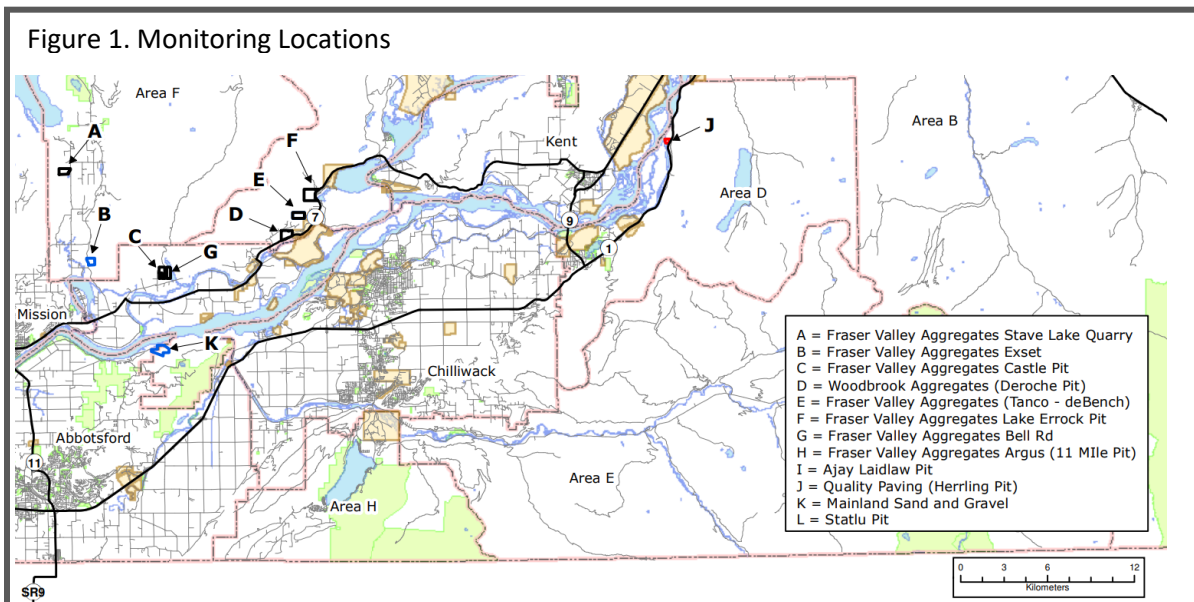 Figure 1. Monitoring Locations
Area F
A
J
Kent
F
Area B
E
Area D
B
7
D
9
C
G
1
Mission
K
Chilliwack
A = Fraser Valley Aggregates Stave Lake Quarry
B = Fraser Valley Aggregates Exset
C = Fraser Valley Aggregates Castle Pit
D = Woodbrook Aggregates (Deroche Pit)
E = Fraser Valley Aggregates (Tanco - deBench)
F = Fraser Valley Aggregates Lake Errock Pit
G = Fraser Valley Aggregates Bell Rd
H = Fraser Valley Aggregates Argus (11 MIle Pit)
I = Ajay Laidlaw Pit
J = Quality Paving (Herrling Pit)
K = Mainland Sand and Gravel
L = Statlu Pit
Abbotsford
11
Area E
Area H
0 3 6 12
Kilometers
SR9